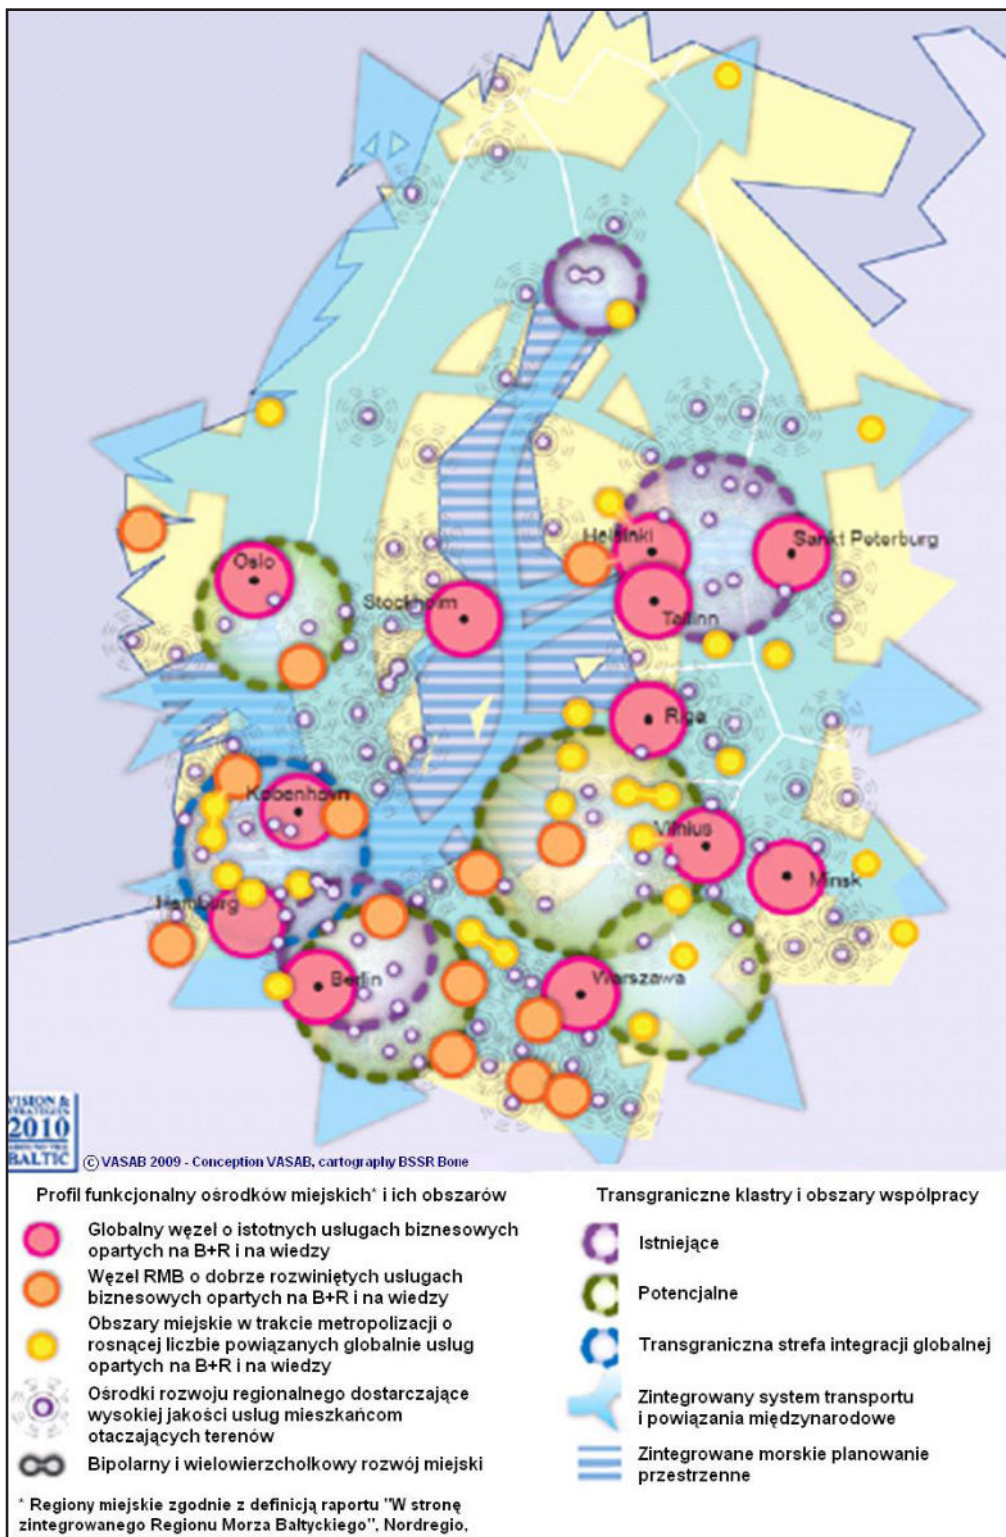 Helsinki
Sankt Peterburg
Oslo
Stockholm
Tallinn
Riga
Kobenhavn
Vilnius
Minsk
Hamburg
Berlin
Warszawa
VISION &
STRATEGIES
2010
AROUND THE
BALTIC
© VASAB 2009 - Conception VASAB, cartography BSSR Bone
Profil funkcjonalny ośrodków miejskich* i ich obszarów
Globalny węzeł o istotnych usługach biznesowych
opartych na B+R i na wiedzy
Węzeł RMB o dobrze rozwiniętych usługach
biznesowych opartych na B+R i na wiedzy
Obszary miejskie w trakcie metropolizacji o
rosnącej liczbie powiązanych globalnie usług
opartych na B+R i na wiedzy
Ośrodki rozwoju regionalnego dostarczające
wysokiej jakości usług mieszkańcom
otaczających terenów
Bipolarny i wielowierzchołkowy rozwój miejski
* Regiony miejskie zgodnie z definicją raportu "W stronę
zintegrowanego Regionu Morza Bałtyckiego", Nordregio,
Transgraniczne klastry i obszary współpracy
Istniejące
Potencjalne
Transgraniczna strefa integracji globalnej
Zintegrowany system transportu
i powiązania międzynarodowe
Zintegrowane morskie planowanie
przestrzenne